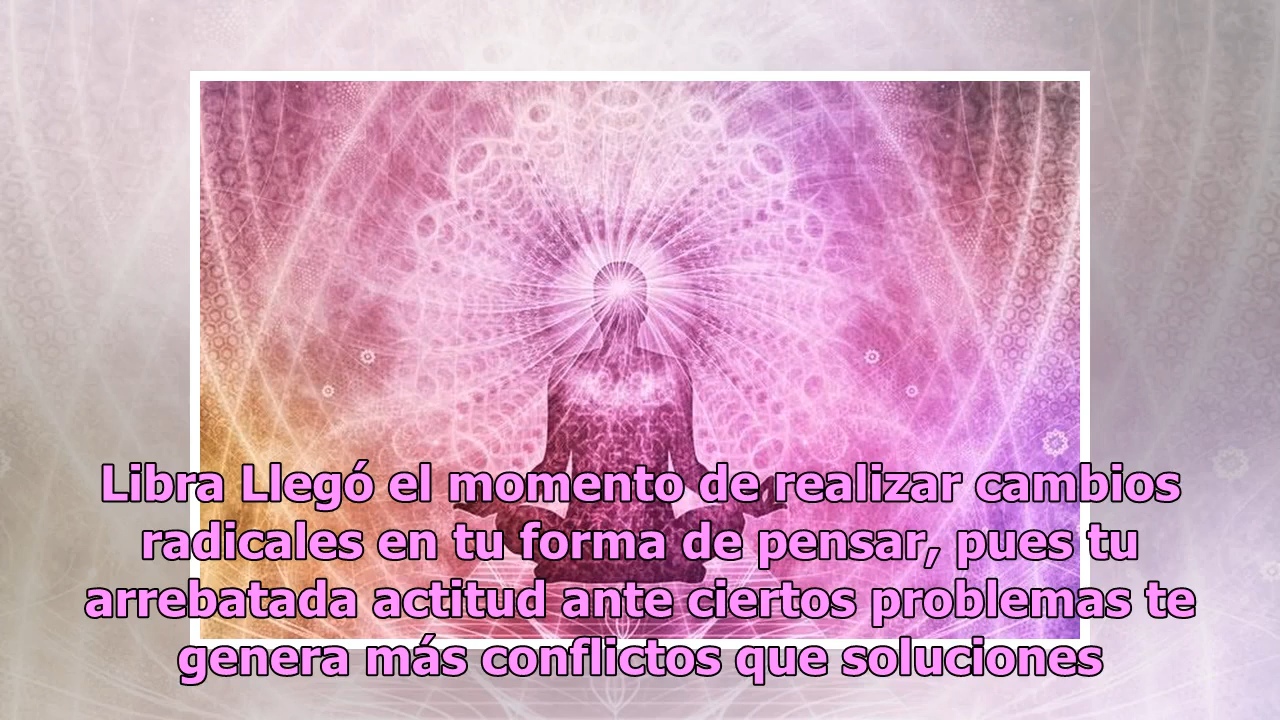 Libra Llegó el momento de realizar cambios
radicales en tu forma de pensar, pues tu
arrebatada actitud ante ciertos problemas te
genera más conflictos que soluciones